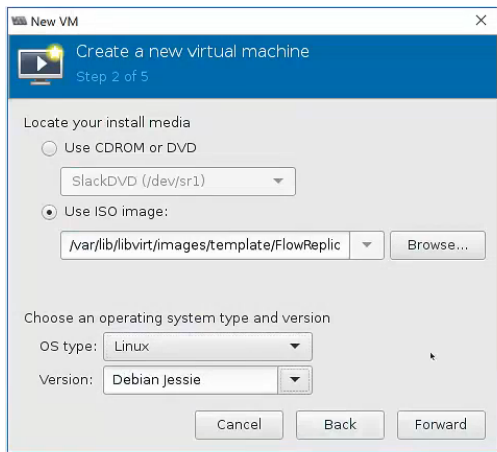 New VM
Create a new virtual machine
Step 2 of 5
Locate your install media
Use CDROM or DVD
SlackDVD (/dev/sr1)
Use ISO image:
/var/lib/libvirt/images/template/FlowReplic Browse...
Choose an operating system type and version
OS type: Linux
Version: Debian Jessie
Cancel Back Forward